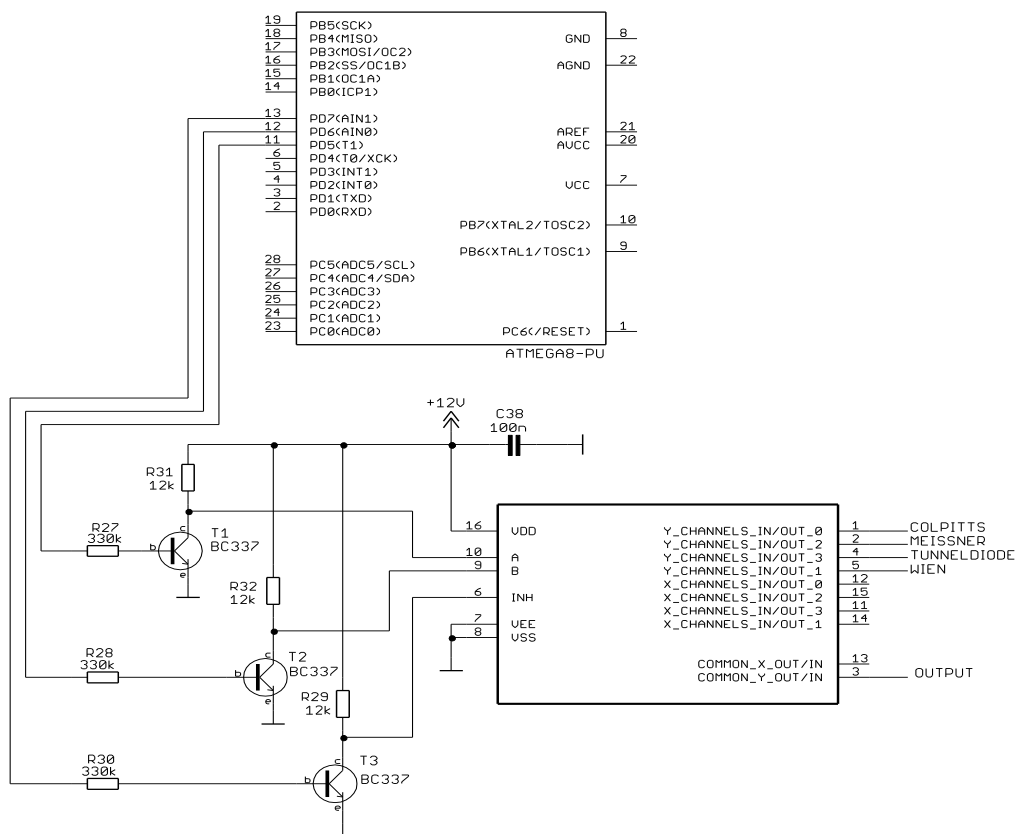 19 PB5(SCK)
18 PB4(MISO)
17 PB3(MOSI/OC2)
16 PB2(SS/OC1B)
15 PB1(OC1A)
14 PB0(ICP1)
13 PD7(AIN1)
12 PD6(AIN0)
11 PD5(T1)
6 PD4(T0/XCK)
5 PD3(INT1)
4 PD2(INT0)
3 PD1(TXD)
2 PD0(RXD)
28 PC5(ADC5/SCL)
27 PC4(ADC4/SDA)
26 PC3(ADC3)
25 PC2(ADC2)
24 PC1(ADC1)
23 PC0(ADC0)
GND 8
AGND 22
AREF 21
AVCC 20
VCC 7
PB7(XTAL2/TOSC2) 10
PB6(XTAL1/TOSC1) 9
PC6(/RESET) 1
ATMEGA8-PU
+12V
C38
100n
R31
12k
R27
330k
b
c
e
T1
BC337
R32
12k
R28
330k
b
c
e
T2
BC337
R29
12k
R30
330k
b
c
e
T3
BC337
16 VDD
10 A
9 B
6 INH
7 VEE
8 VSS
Y_CHANNELS_IN/OUT_0 1 COLPITTS
Y_CHANNELS_IN/OUT_2 2 MEISSNER
Y_CHANNELS_IN/OUT_3 4 TUNNELDIODE
Y_CHANNELS_IN/OUT_1 5 WIEN
X_CHANNELS_IN/OUT_0 12
X_CHANNELS_IN/OUT_2 15
X_CHANNELS_IN/OUT_3 11
X_CHANNELS_IN/OUT_1 14
COMMON_X_OUT/IN 13
COMMON_Y_OUT/IN 3 OUTPUT